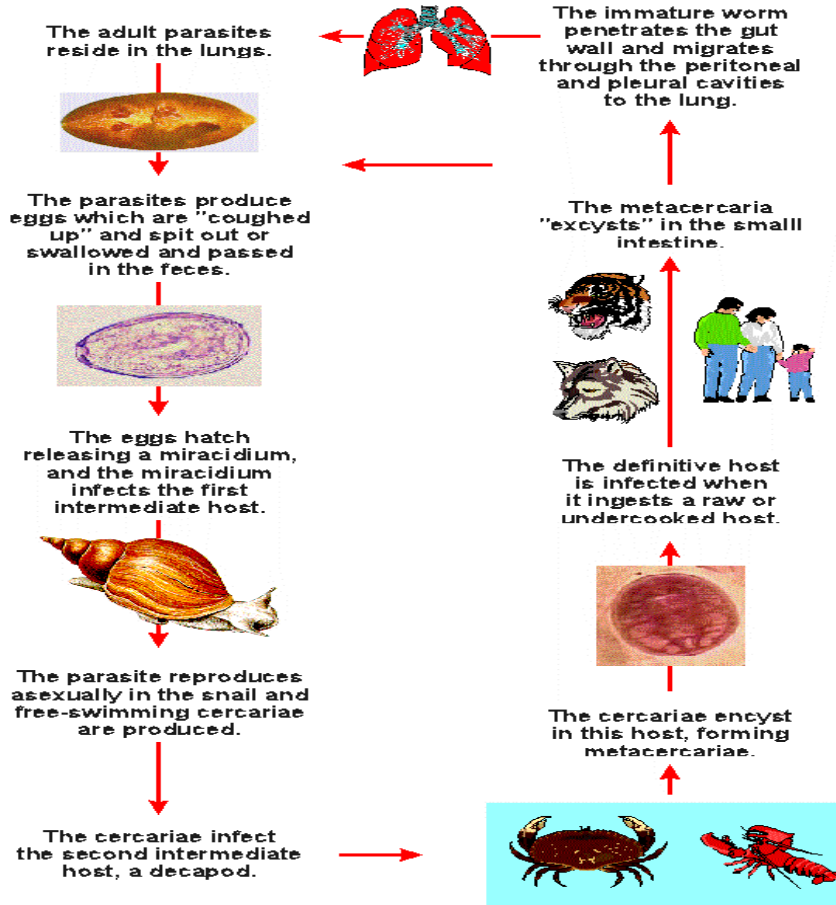 The adult parasites
reside in the lungs.
The parasites produce
eggs which are "coughed
up" and spit out or
swallowed and passed
in the feces.
The eggs hatch
releasing a miracidium,
and the miracidium
infects the first
intermediate host.
The parasite reproduces
asexually in the snail and
free-swimming cercariae
are produced.
The cercariae infect
the second intermediate
host, a decapod.
The cercariae encyst
in this host, forming
metacercariae.
The definitive host
is infected when
it ingests a raw or
undercooked host.
The metacercaria
"excysts" in the smalll
intestine.
The immature worm
penetrates the gut
wall and migrates
through the peritoneal
and pleural cavities
to the lung.